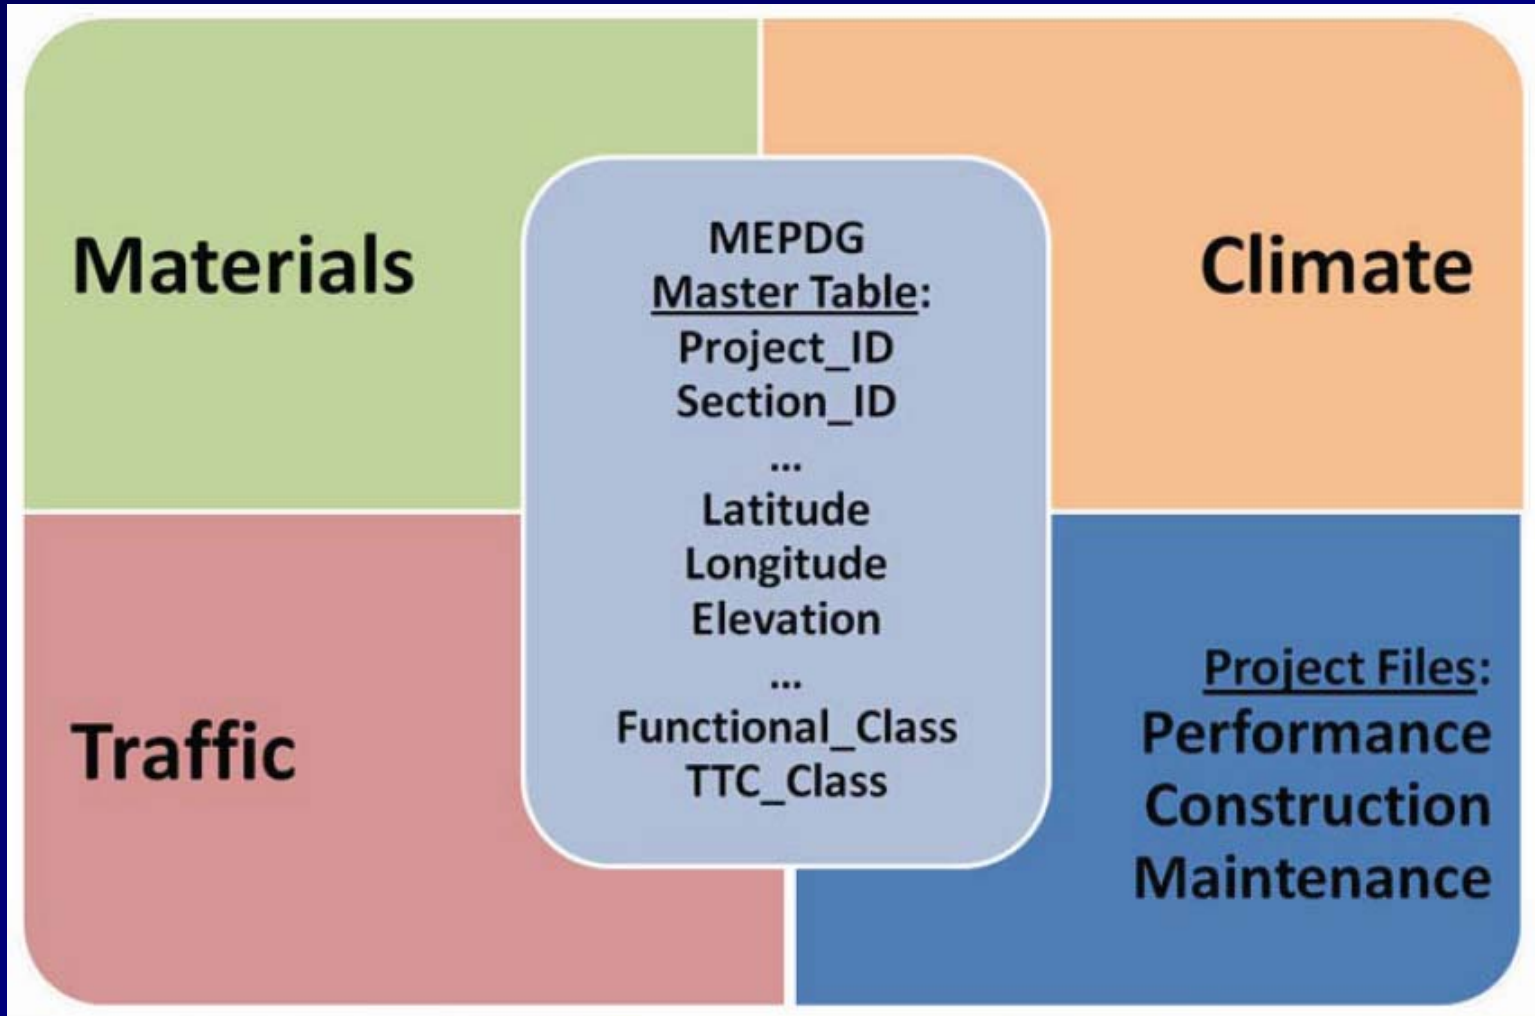 Materials
Climate
MEPDG
Master Table:
Project_ID
Section_ID
...
Latitude
Longitude
Elevation
...
Functional_Class
TTC_Class
Traffic
Project Files:
Performance
Construction
Maintenance